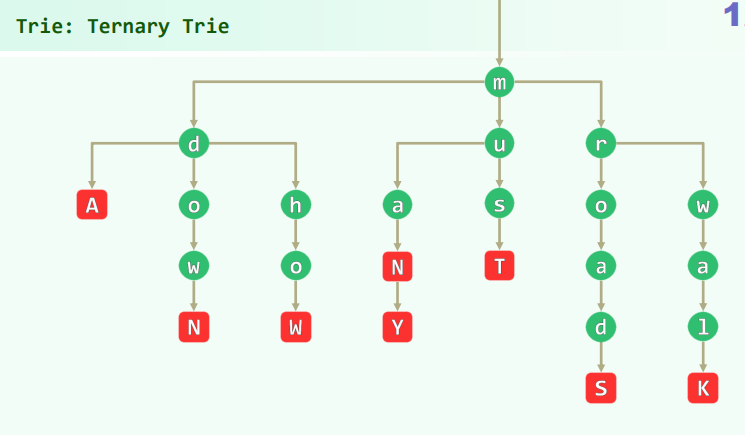 Trie: Ternary Trie
1
m
d u r
A o h a s o w
w o N T a a
N W Y d l
S K